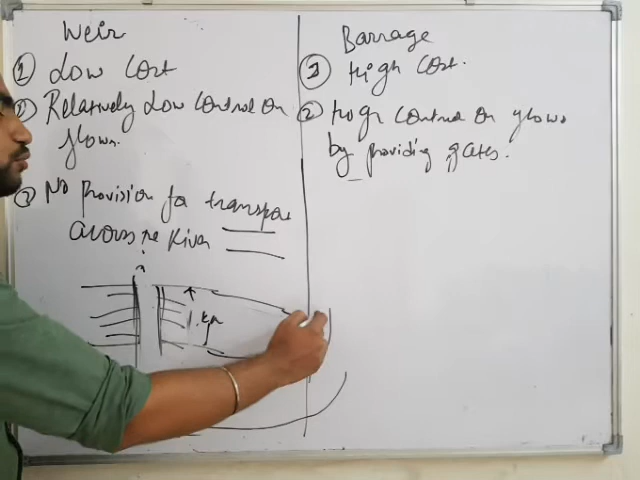 Weir
① Low Cost
② Relatively Low Control on
flows.
③ No Provision for transport
across the River
Barrage
① High Cost.
② High Control on flows
by providing gates.